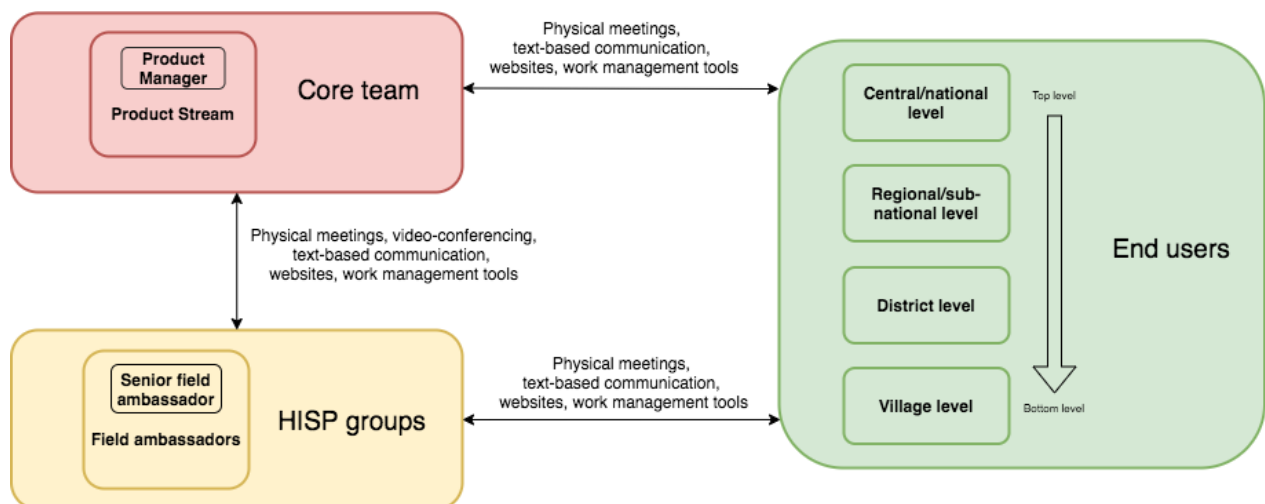 Product
Manager
Product Stream
Core team
Physical meetings,
text-based communication,
websites, work management tools
Central/national
level
Top level
Regional/sub-
national level
End users
District level
Village level
Bottom level
Physical meetings, video-conferencing,
text-based communication,
websites, work management tools
Senior field
ambassador
Field ambassadors
HISP groups
Physical meetings,
text-based communication,
websites, work management tools